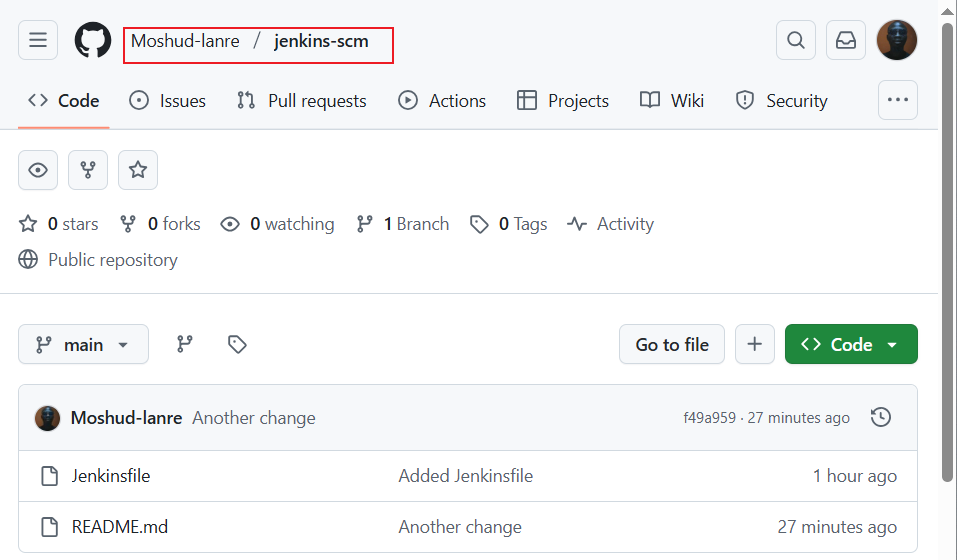 Moshud-lanre / jenkins-scm
Code Issues Pull requests Actions Projects Wiki Security
0 stars 0 forks 0 watching 1 Branch 0 Tags Activity
Public repository
main Go to file Code
Moshud-lanre Another change f49a959 · 27 minutes ago
Jenkinsfile Added Jenkinsfile 1 hour ago
README.md Another change 27 minutes ago